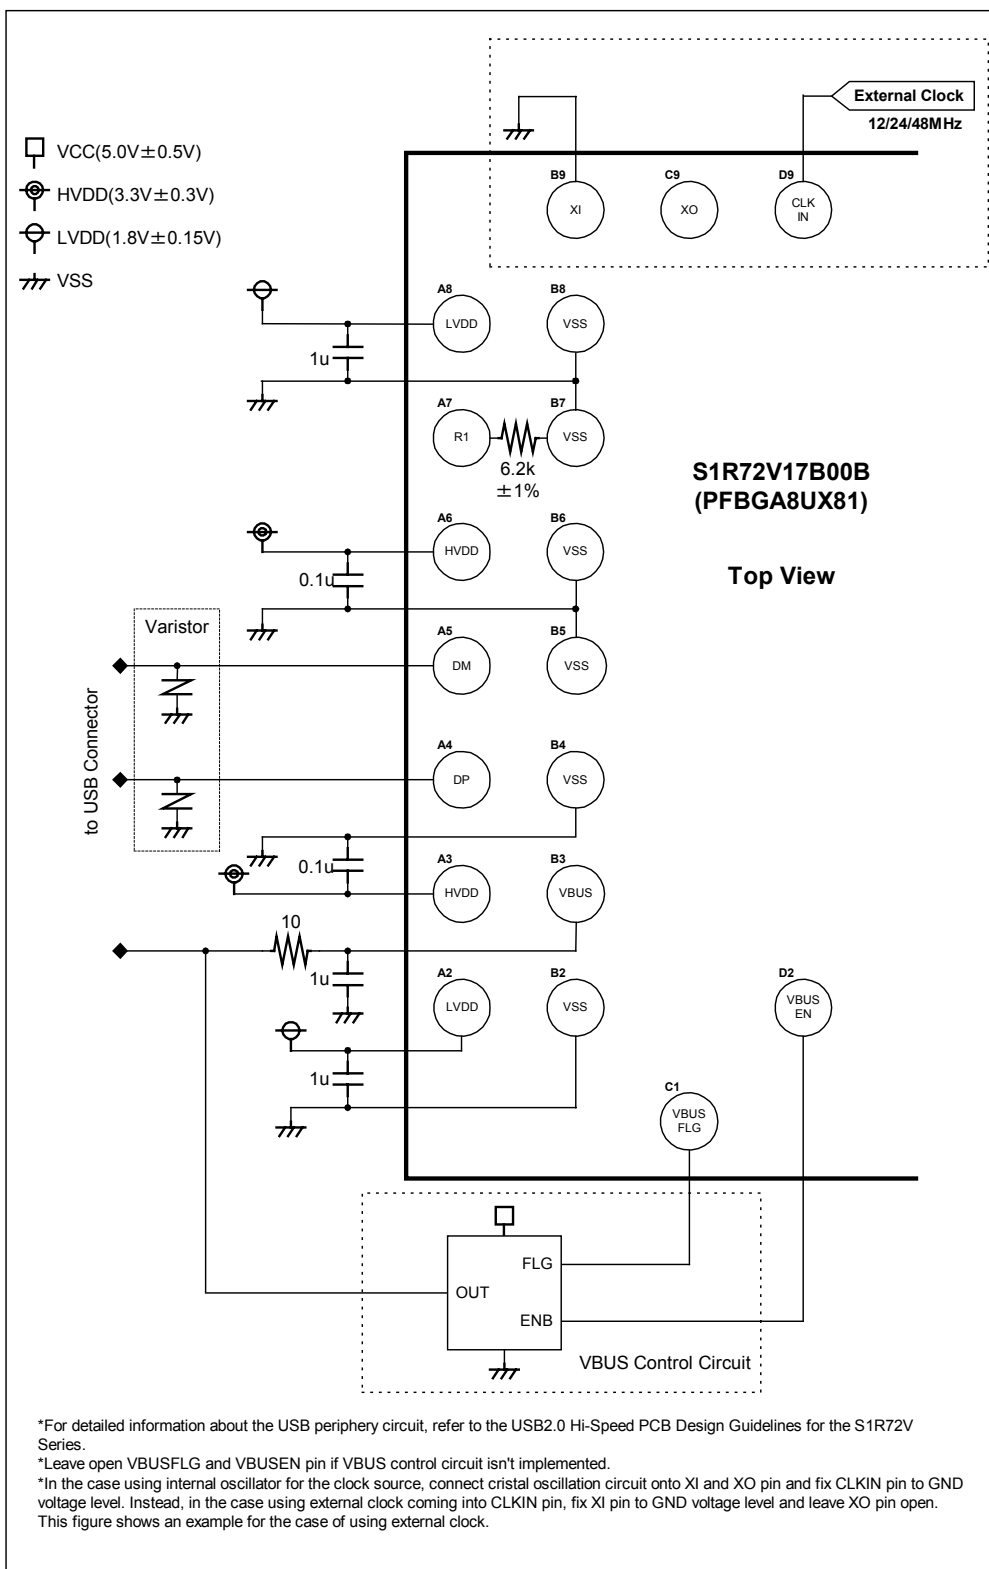 External Clock
12/24/48MHz
VCC(5.0V±0.5V)
HVDD(3.3V±0.3V)
LVDD(1.8V±0.15V)
VSS
B9
XI
C9
XO
D9
CLK
IN
A8
LVDD
B8
VSS
1u
A7
R1
B7
VSS
6.2k
±1%
S1R72V17B00B
(PFBGA8UX81)
Top View
A6
HVDD
B6
VSS
0.1u
Varistor
A5
DM
B5
VSS
to USB Connector
A4
DP
B4
VSS
0.1u
A3
HVDD
B3
VBUS
10
1u
A2
LVDD
B2
VSS
D2
VBUS
EN
1u
C1
VBUS
FLG
FLG
OUT
ENB
VBUS Control Circuit
*For detailed information about the USB periphery circuit, refer to the USB2.0 Hi-Speed PCB Design Guidelines for the S1R72V
Series.
*Leave open VBUSFLG and VBUSEN pin if VBUS control circuit isn't implemented.
*In the case using internal oscillator for the clock source, connect cristal oscillation circuit onto XI and XO pin and fix CLKIN pin to GND
voltage level. Instead, in the case using external clock coming into CLKIN pin, fix XI pin to GND voltage level and leave XO pin open.
This figure shows an example for the case of using external clock.